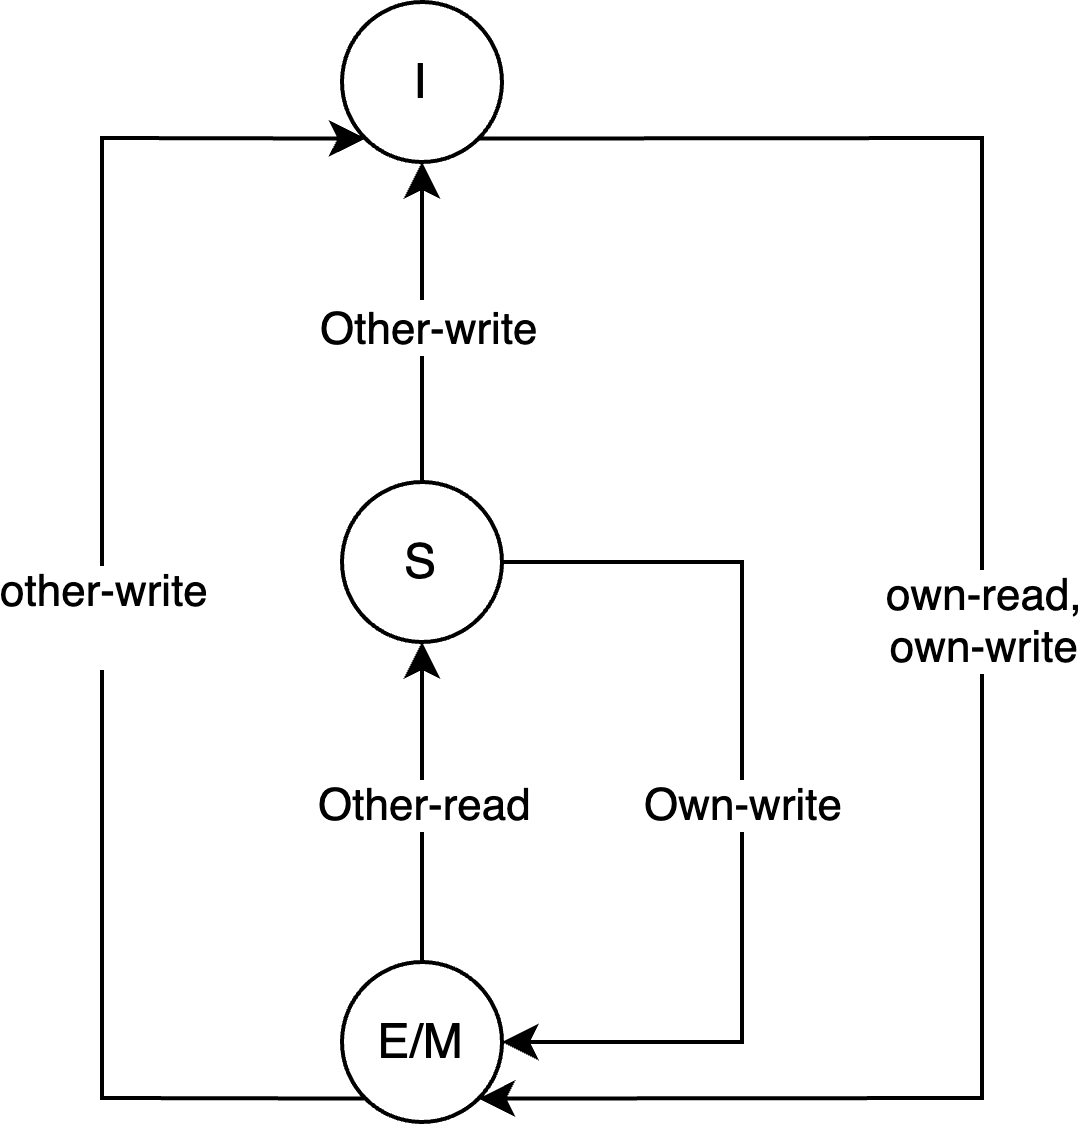 I
Other-write
S
other-write
own-read,
own-write
Other-read
Own-write
E/M